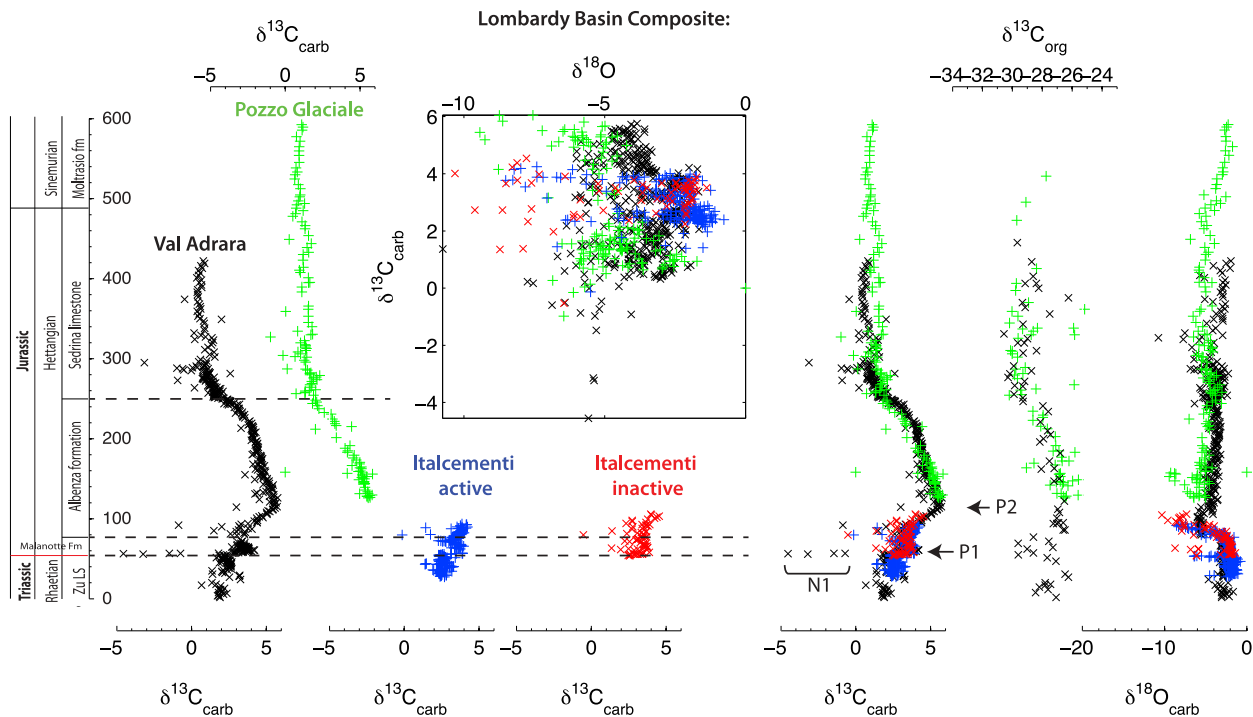 Lombardy Basin Composite:
δ13Ccarb
δ18O
δ13Corg
−5 0 5
−10 −5 0
−34 −32 −30 −28 −26 −24
Pozzo Glaciale
Val Adrara
Jurassic
Triassic
Sinemurian
Hettangian
Rhaetian
Moltrasio fm
Sedrina limestone
Albenza formation
Malanotte Fm
Zu LS
600
500
400
300
200
100
0
δ13Ccarb
6
4
2
0
−2
−4
Italcementi
active
Italcementi
inactive
P2
P1
N1
−5 0 5
−5 0 5
−5 0 5
−5 0 5
−20 −10 0
δ13Ccarb
δ13Ccarb
δ13Ccarb
δ13Ccarb
δ18Ocarb